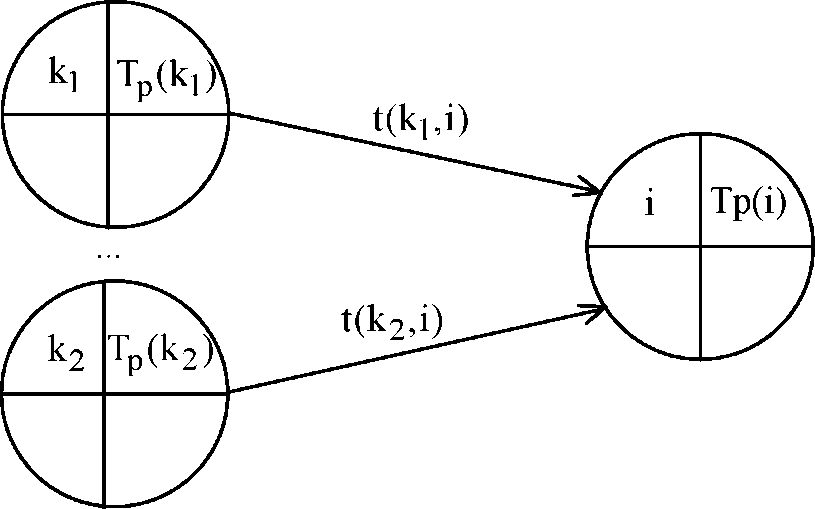 k₁ Tₚ(k₁)
t(k₁,i)
i Tp(i)
...
t(k₂,i)
k₂ Tₚ(k₂)